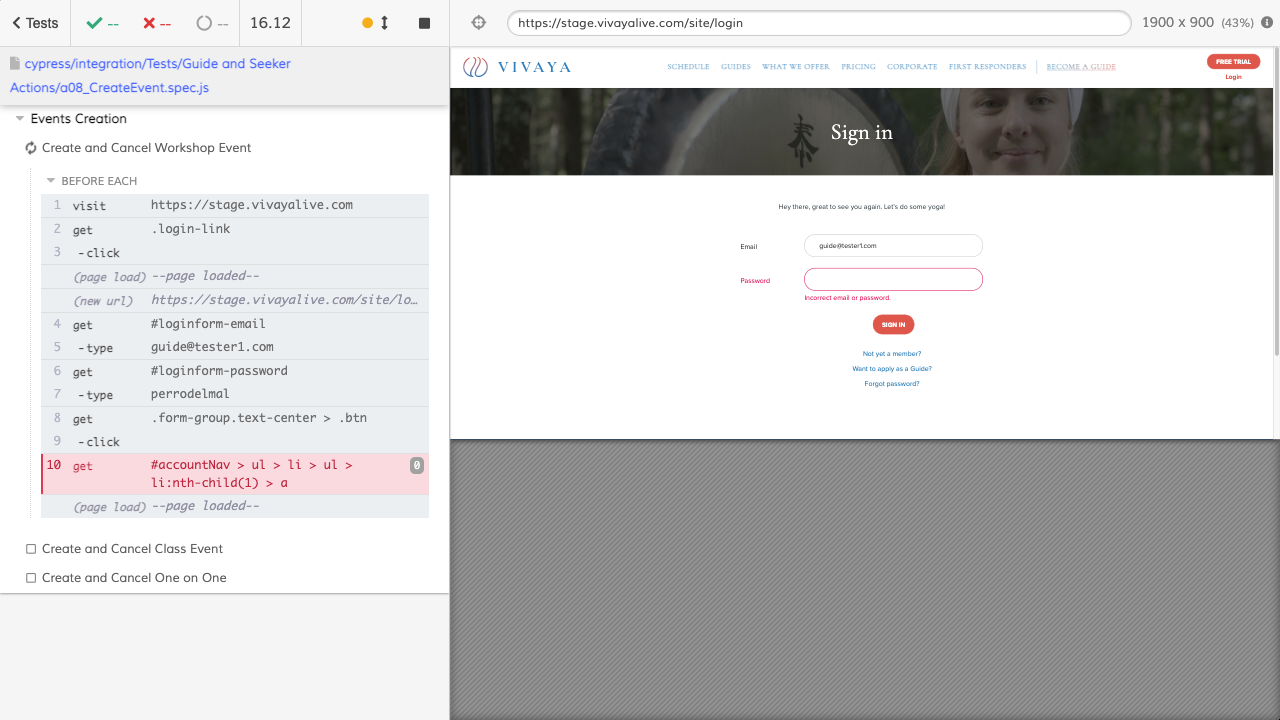 Tests
--
--
--
16.12
https://stage.vivayalive.com/site/login
1900 x 900 (43%)
cypress/integration/Tests/Guide and Seeker
Actions/a08_CreateEvent.spec.js
Events Creation
Create and Cancel Workshop Event
BEFORE EACH
1 visit https://stage.vivayalive.com
2 get .login-link
3 -click
(page load) --page loaded--
(new url) https://stage.vivayalive.com/site/lo…
4 get #loginform-email
5 -type guide@tester1.com
6 get #loginform-password
7 -type perrodelmal
8 get .form-group.text-center > .btn
9 -click
10 get #accountNav > ul > li > ul >
li:nth-child(1) > a
0
(page load) --page loaded--
Create and Cancel Class Event
Create and Cancel One on One
VIVAYA
SCHEDULE GUIDES WHAT WE OFFER PRICING CORPORATE FIRST RESPONDERS BECOME A GUIDE
FREE TRIAL
Login
Sign in
Hey there, great to see you again. Let's do some yoga!
Email guide@tester1.com
Password
Incorrect email or password.
SIGN IN
Not yet a member?
Want to apply as a Guide?
Forgot password?